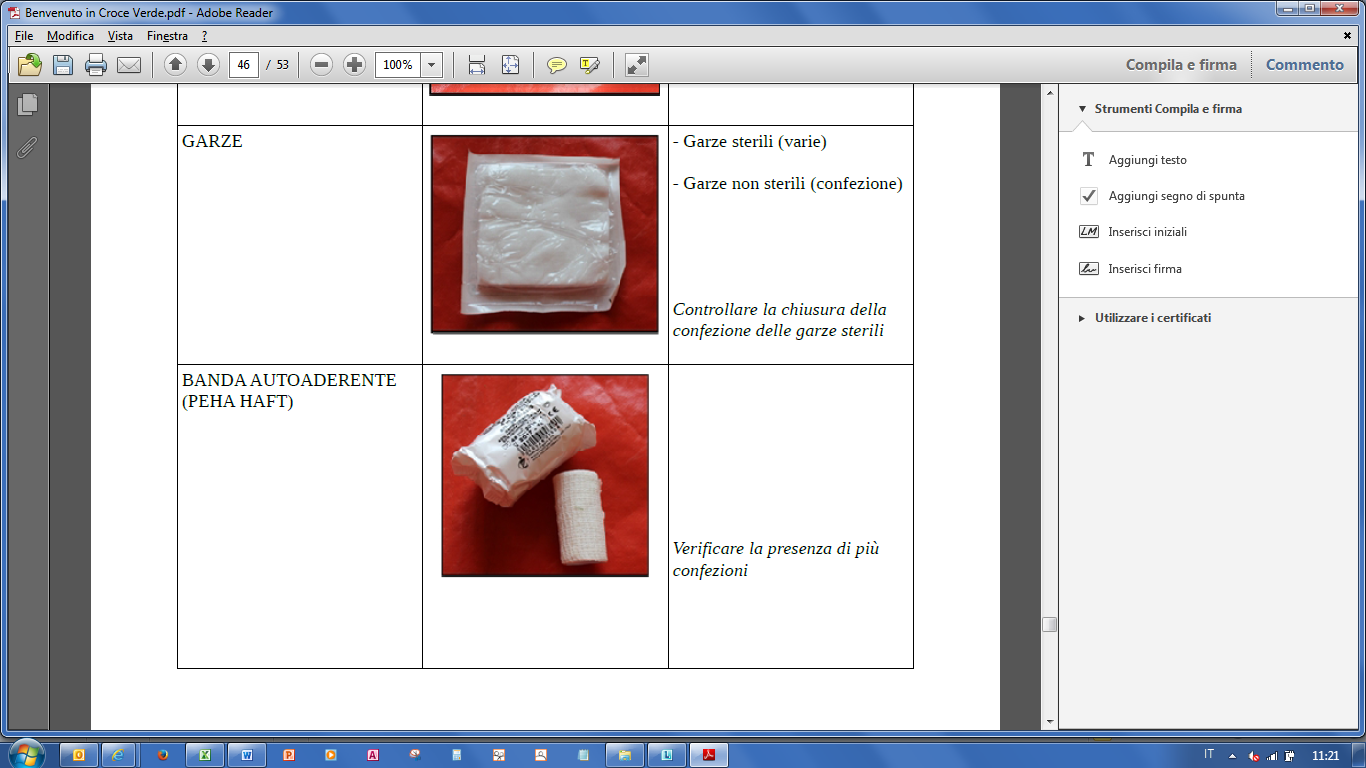 Benvenuto in Croce Verde.pdf - Adobe Reader
File Modifica Vista Finestra ?
46 / 53 100% Compila e firma Commento
Strumenti Compila e firma
Aggiungi testo
Aggiungi segno di spunta
Inserisci iniziali
Inserisci firma
Utilizzare i certificati
GARZE
- Garze sterili (varie)
- Garze non sterili (confezione)
Controllare la chiusura della
confezione delle garze sterili
BANDA AUTOADERENTE
(PEHA HAFT)
Verificare la presenza di più
confezioni
IT 11:21